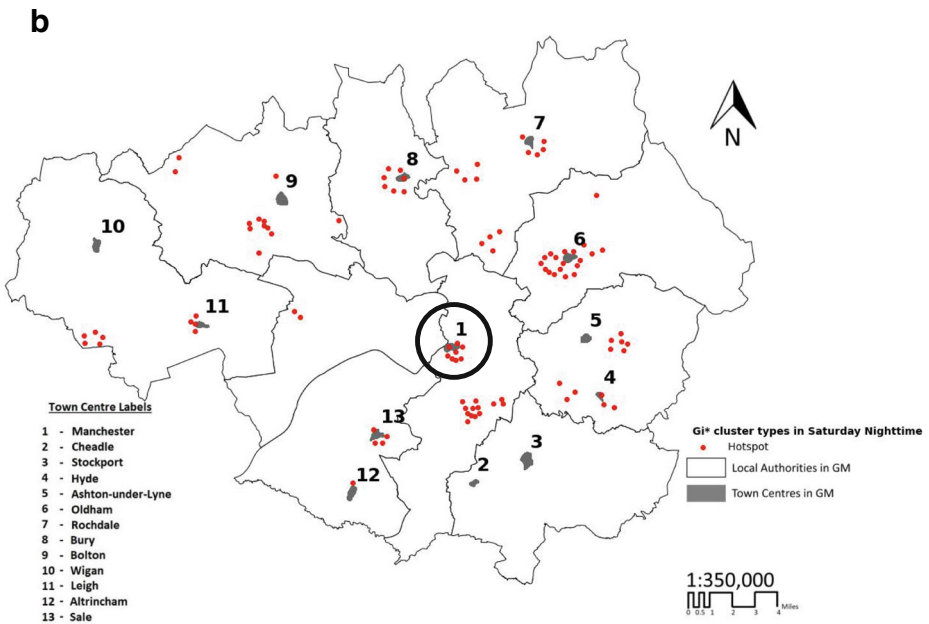 b
7
8
9
10
6
11
1
5
4
13
3
12
2
N
Town Centre Labels
1 - Manchester
2 - Cheadle
3 - Stockport
4 - Hyde
5 - Ashton-under-Lyne
6 - Oldham
7 - Rochdale
8 - Bury
9 - Bolton
10 - Wigan
11 - Leigh
12 - Altrincham
13 - Sale
Gi* cluster types in Saturday Nighttime
Hotspot
Local Authorities in GM
Town Centres in GM
1:350,000
0 0.5 1 2 3 4 Miles